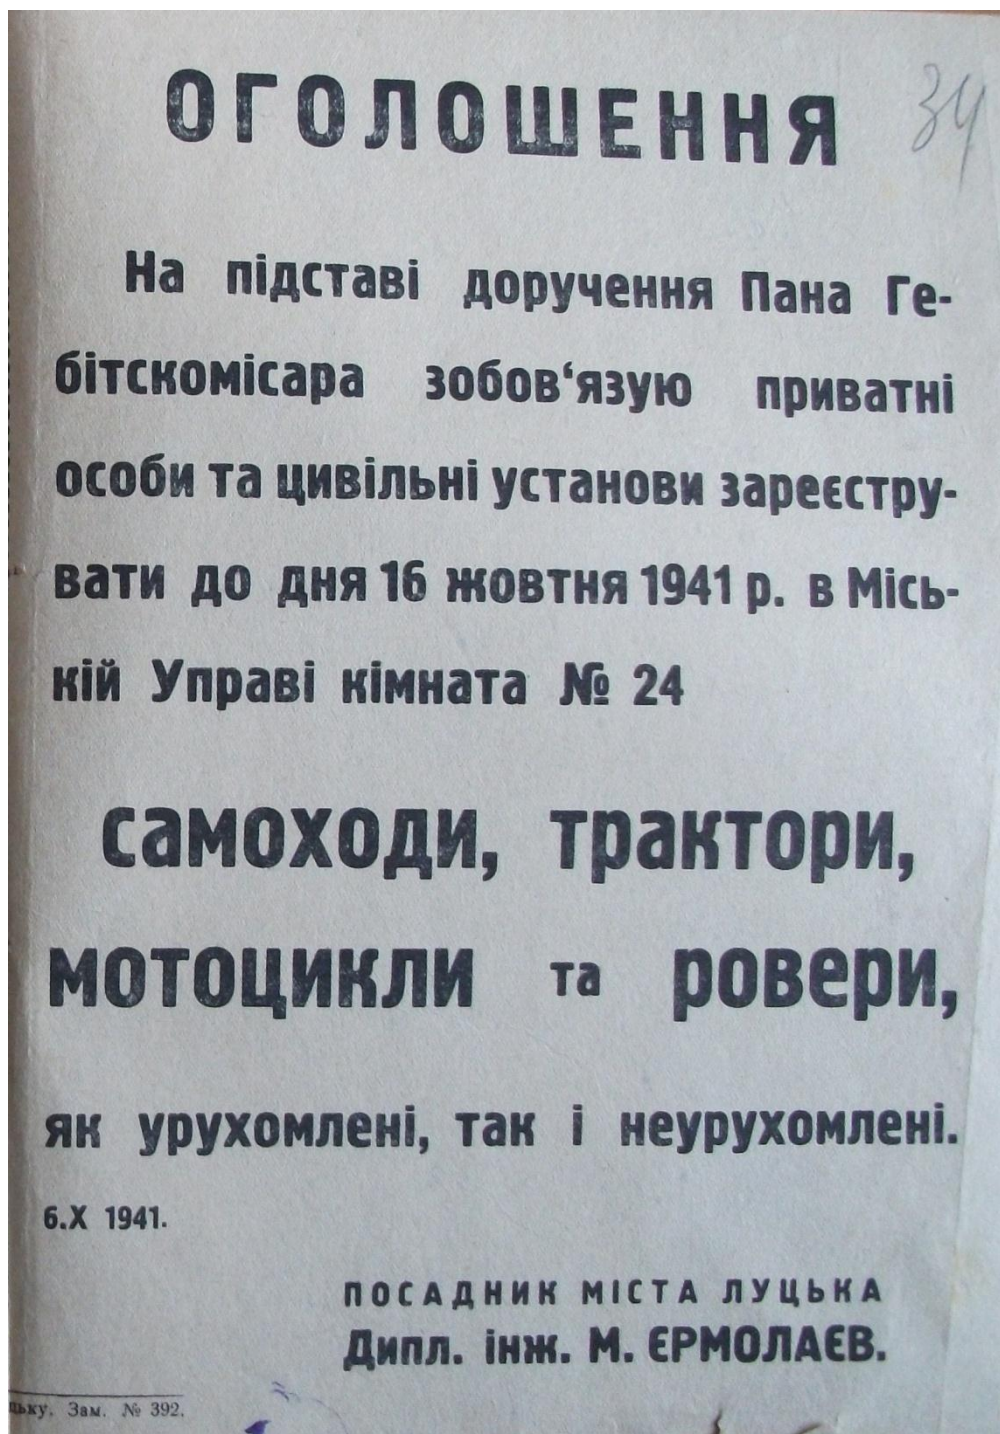 34
ОГОЛОШЕННЯ
На підставі доручення Пана Ге-
бітскомісара зобов‘язую приватні
особи та цивільні установи зареєстру-
вати до дня 16 жовтня 1941 р. в Місь-
кій Управі кімната № 24
самоходи, трактори,
мотоцикли та ровери,
як урухомлені, так і неурухомлені.
6.X 1941.
ПОСАДНИК МІСТА ЛУЦЬКА
Дипл. інж. М. ЄРМОЛАЄВ.
цьку. Зам. № 392.